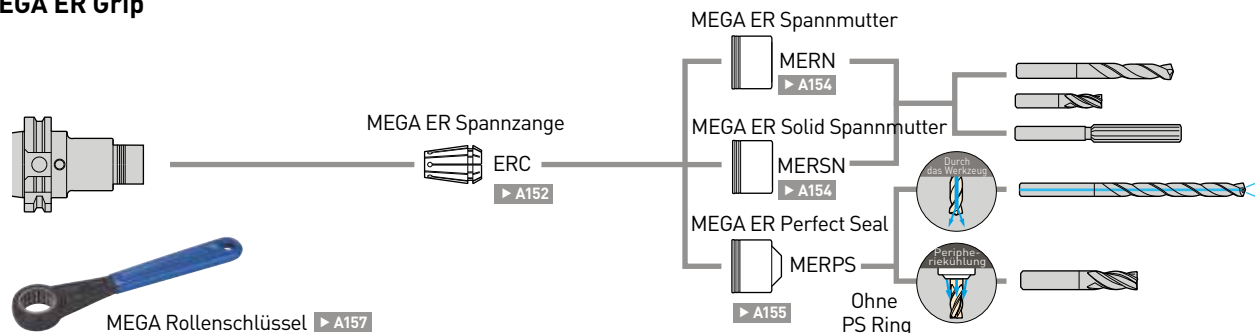 MEGA ER Grip
MEGA ER Spannmutter
MERN
▶ A154
MEGA ER Spannzange
ERC
▶ A152
MEGA ER Solid Spannmutter
MERSN
▶ A154
Durch
das Werkzeug
MEGA ER Perfect Seal
MERPS
▶ A155
Periphe-
riekühlung
Ohne
PS Ring
MEGA Rollenschlüssel ▶ A157